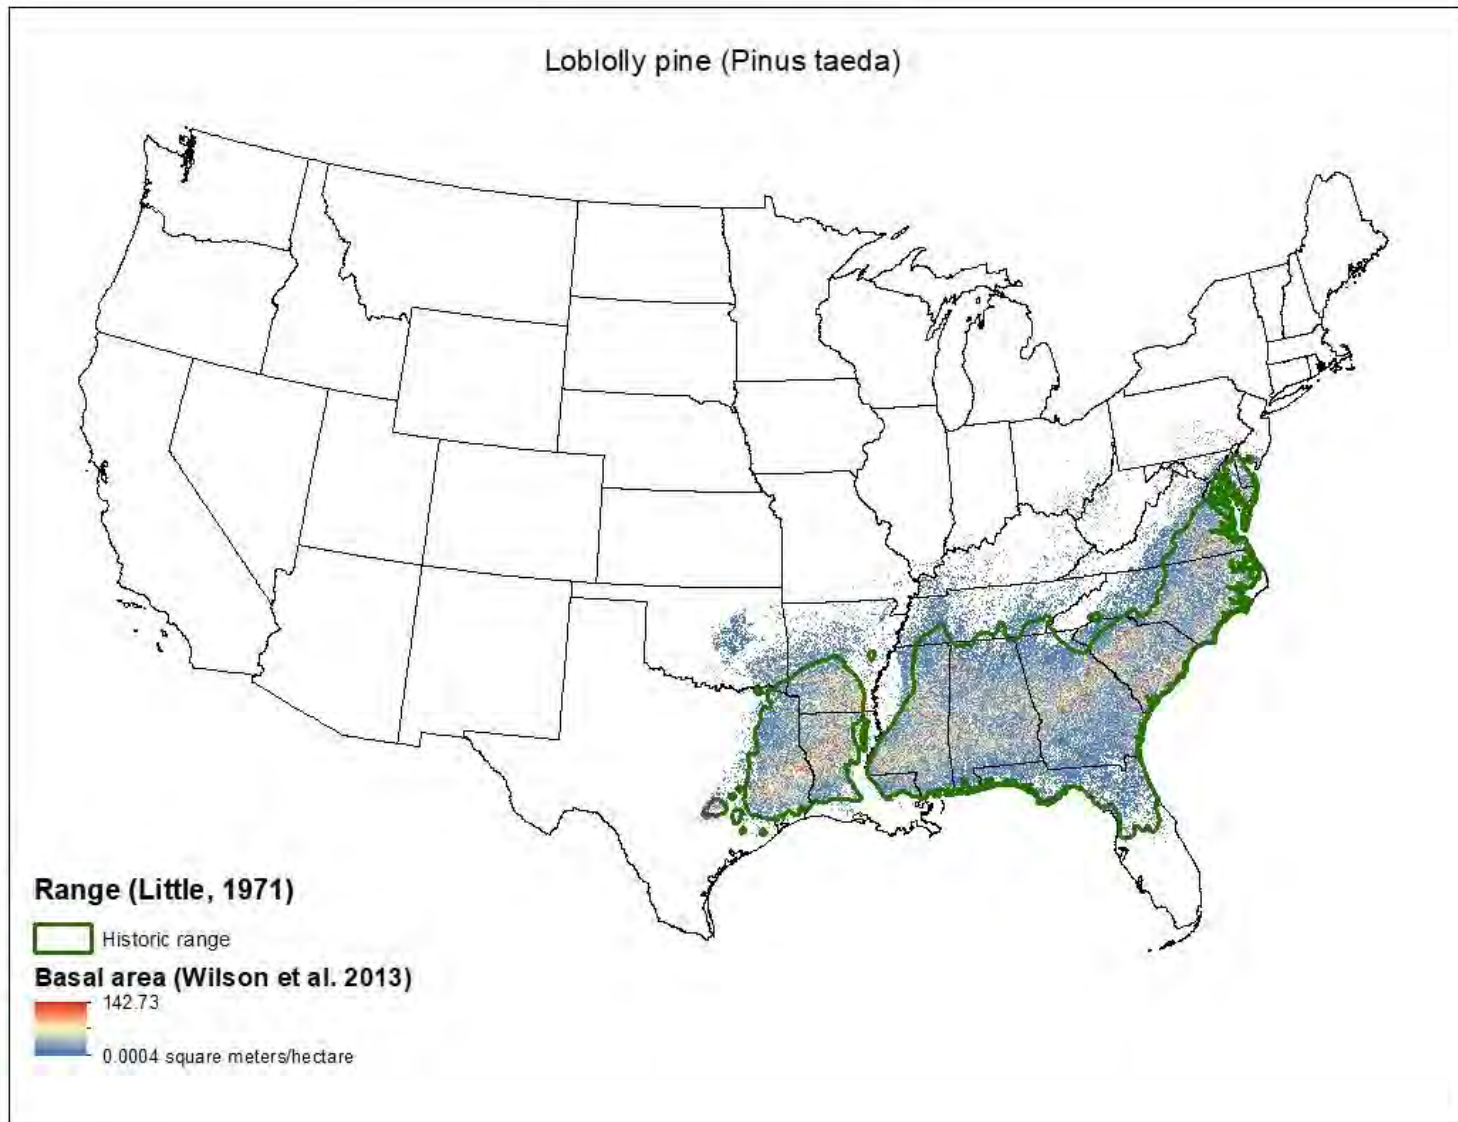 Loblolly pine (Pinus taeda)
Range (Little, 1971)
Historic range
Basal area (Wilson et al. 2013)
142.73
0.0004 square meters/hectare